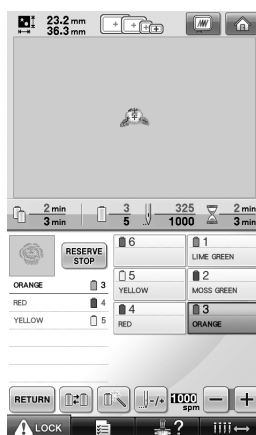 23.2 mm
36.3 mm
2 min
3 min
3
5
325
1000
2 min
3 min
RESERVE
STOP
ORANGE 3
RED 4
YELLOW 5
6
1
LIME GREEN
5
YELLOW
2
MOSS GREEN
4
RED
3
ORANGE
RETURN
-/+
1000
spm
- +
LOCK
?